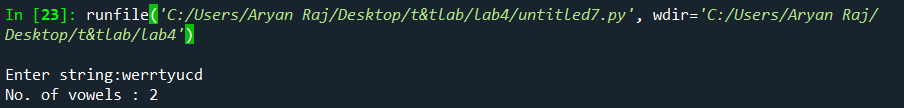 In [23]: runfile('C:/Users/Aryan Raj/Desktop/t&tlab/lab4/untitled7.py', wdir='C:/Users/Aryan Raj/
Desktop/t&tlab/lab4')
Enter string:werrtyucd
No. of vowels : 2